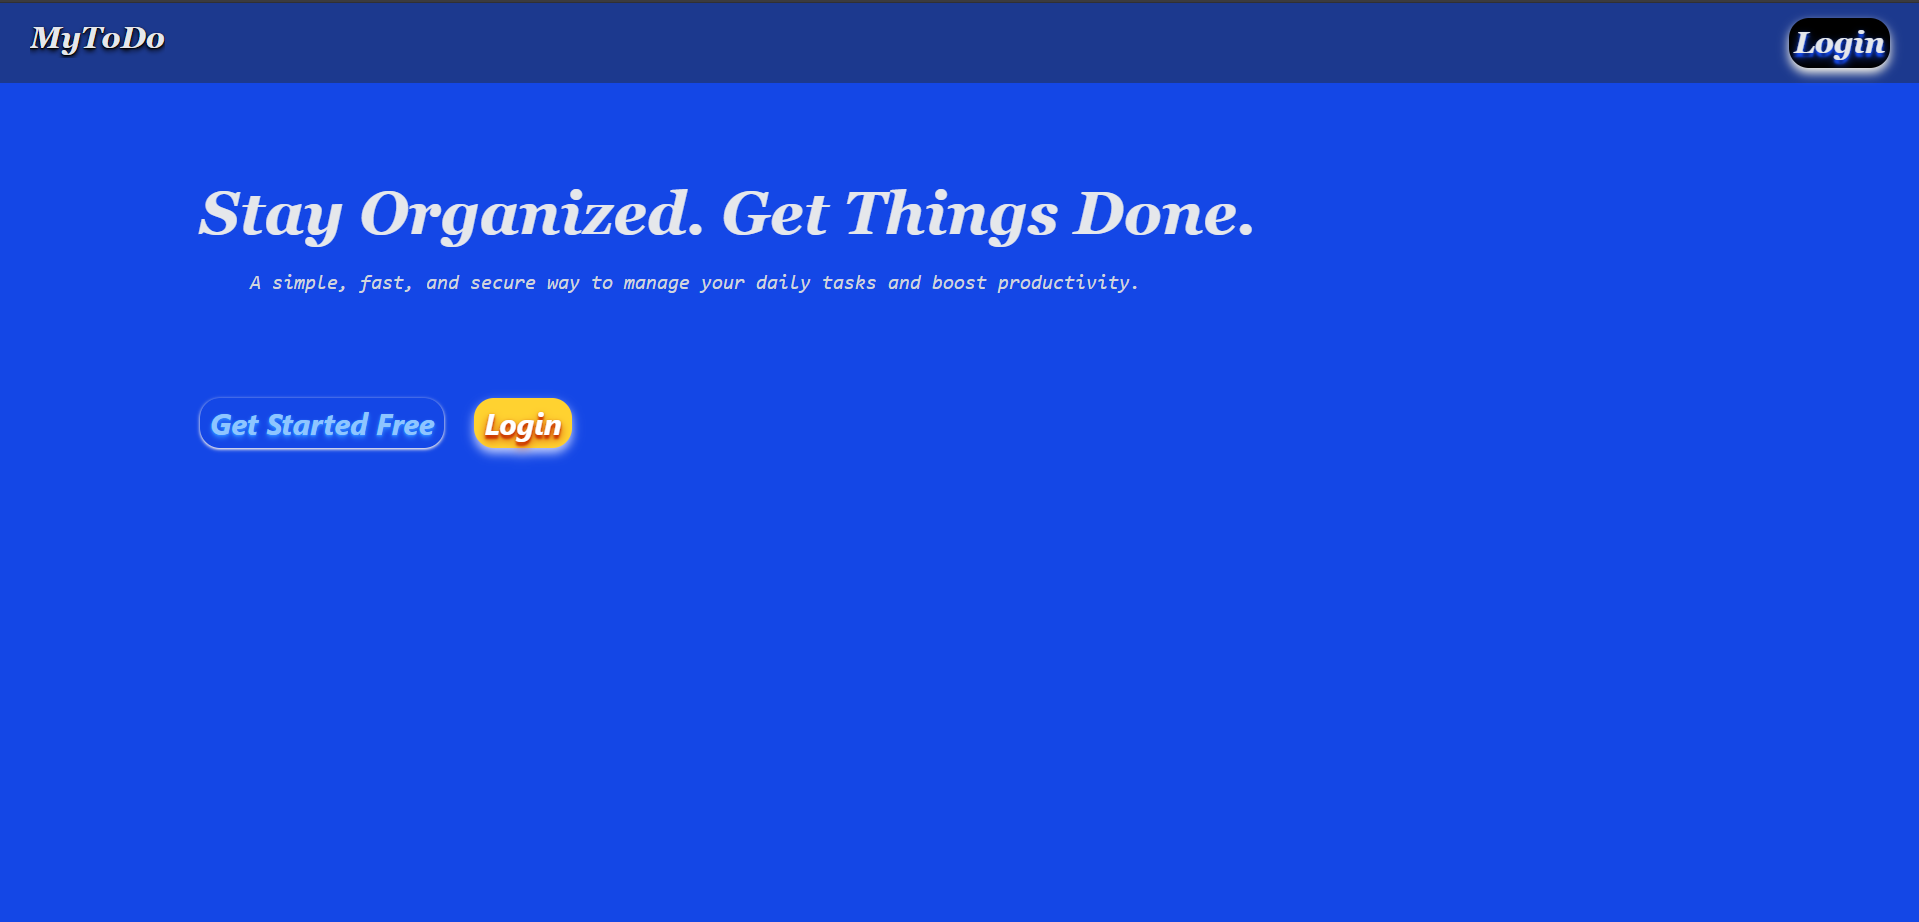 MyToDo
Login
Stay Organized. Get Things Done.
A simple, fast, and secure way to manage your daily tasks and boost productivity.
Get Started Free
Login